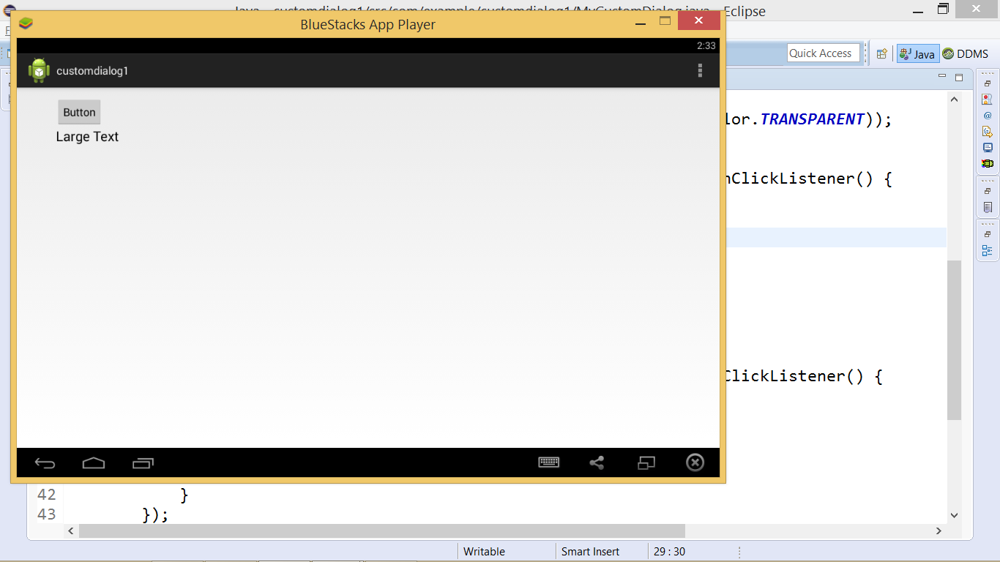 Java - customdialog1/src/com/example/customdialog1/MyCustomDialog.java - Eclipse
BlueStacks App Player
2:33
customdialog1
Quick Access
Java
DDMS
Button
Large Text
lor.TRANSPARENT));
nClickListener() {
ClickListener() {
42 }
43 });
Writable
Smart Insert
29 : 30